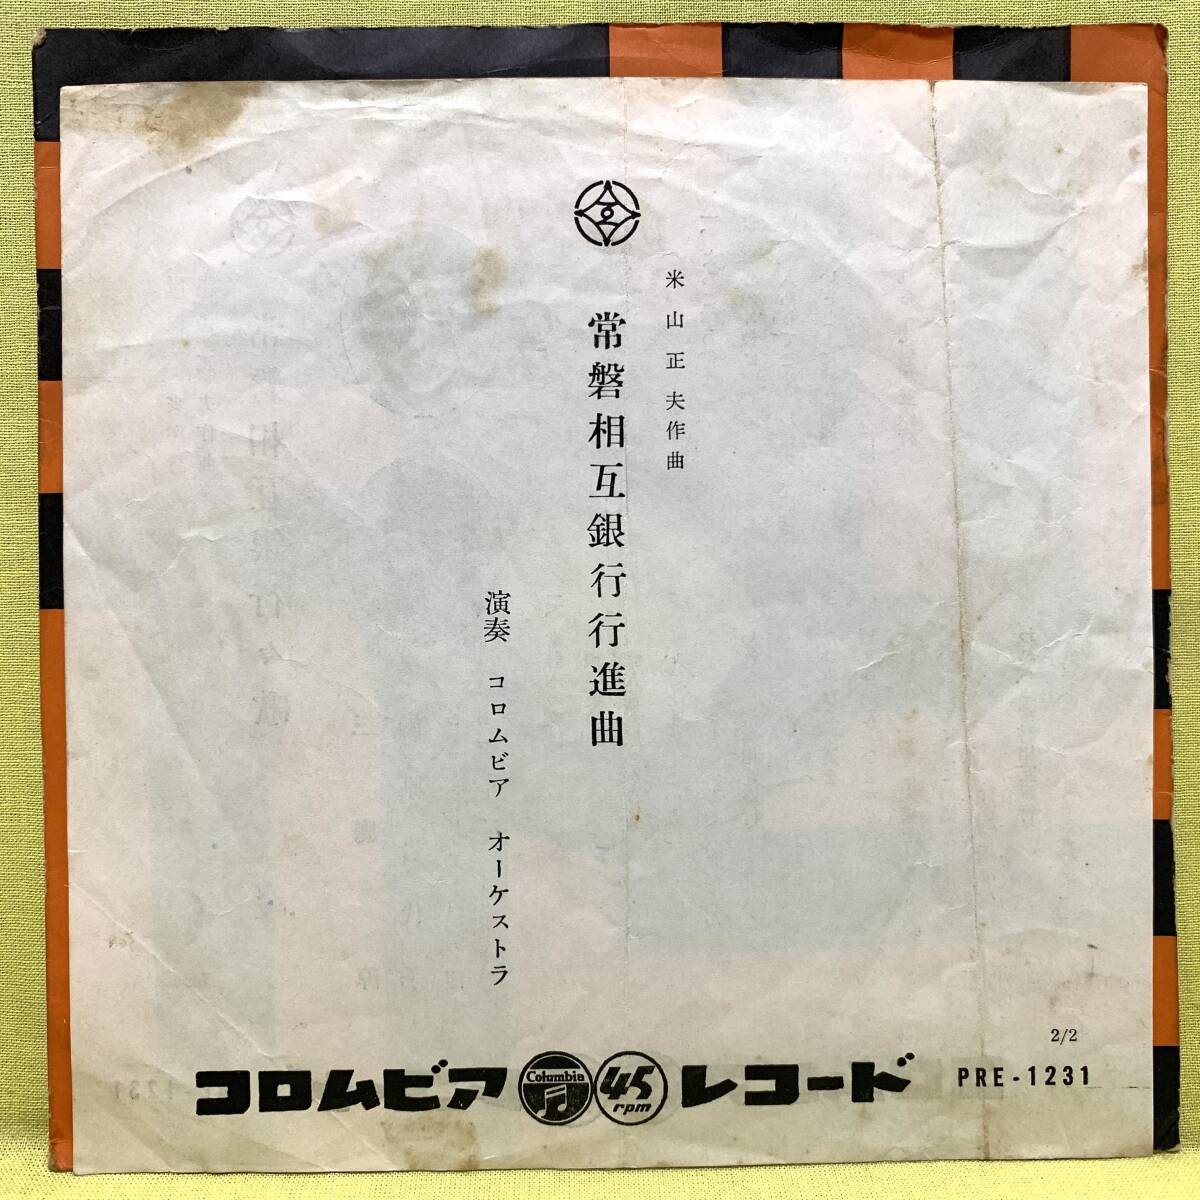 米山正夫作曲
常磐相互銀行行進曲
演奏 コロムビア オーケストラ
2/2
コロムビア Columbia 45 rpm レコード PRE-1231